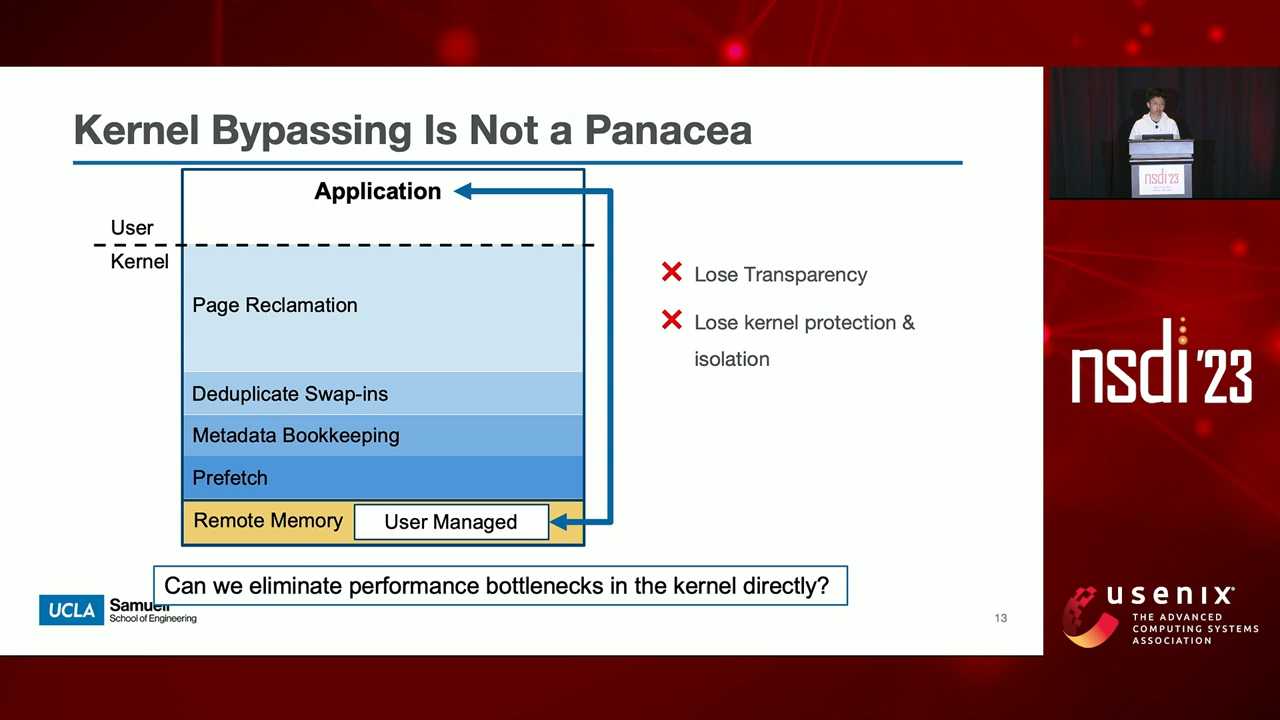 Kernel Bypassing Is Not a Panacea
Application
User
Kernel
Page Reclamation
Deduplicate Swap-ins
Metadata Bookkeeping
Prefetch
Remote Memory
User Managed
Lose Transparency
Lose kernel protection &
isolation
Can we eliminate performance bottlenecks in the kernel directly?
UCLA
Samueli
School of Engineering
13
nsdi'23
nsdi '23
usenix
THE ADVANCED
COMPUTING SYSTEMS
ASSOCIATION